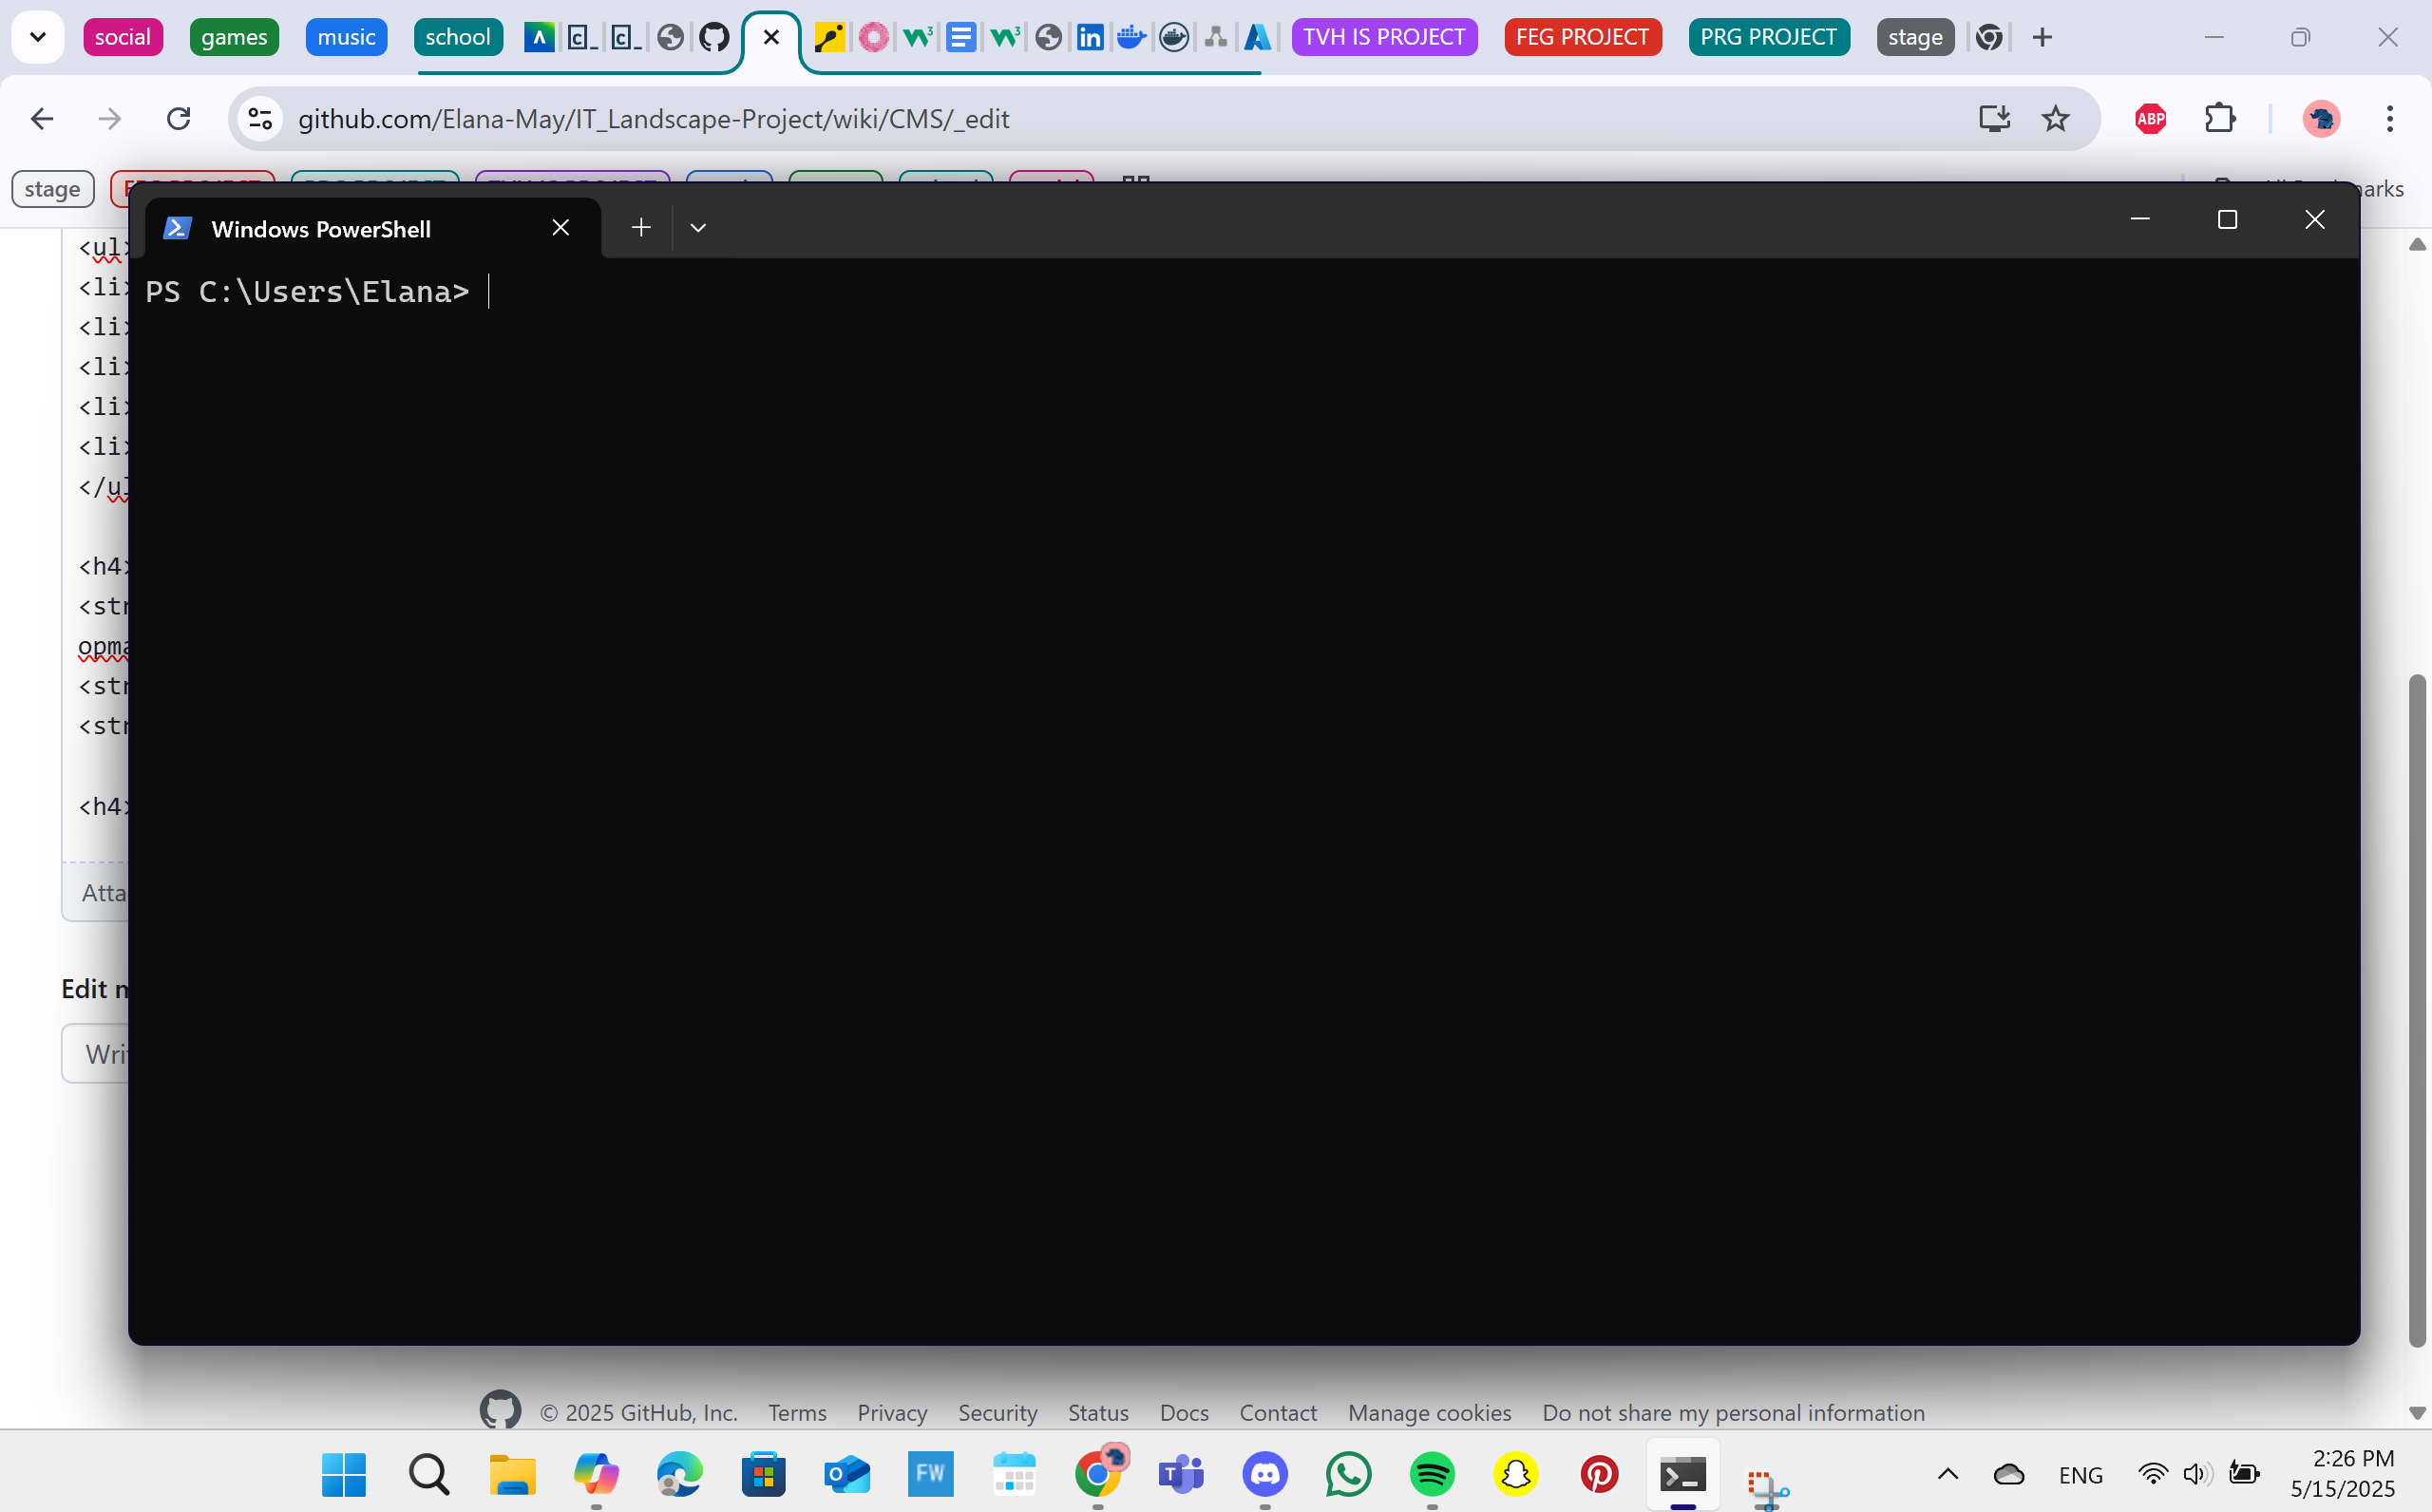 social games music school TVH IS PROJECT FEG PROJECT PRG PROJECT stage
github.com/Elana-May/IT_Landscape-Project/wiki/CMS/_edit ABP
stage
Windows PowerShell
PS C:\Users\Elana>
<ul>
<li>
<li>
<li>
<li>
<li>
</ul
<h4>
<str
opma
<str
<str
<h4>
Atta
Edit m
Writ
© 2025 GitHub, Inc. Terms Privacy Security Status Docs Contact Manage cookies Do not share my personal information
FW
ENG
2:26 PM
5/15/2025